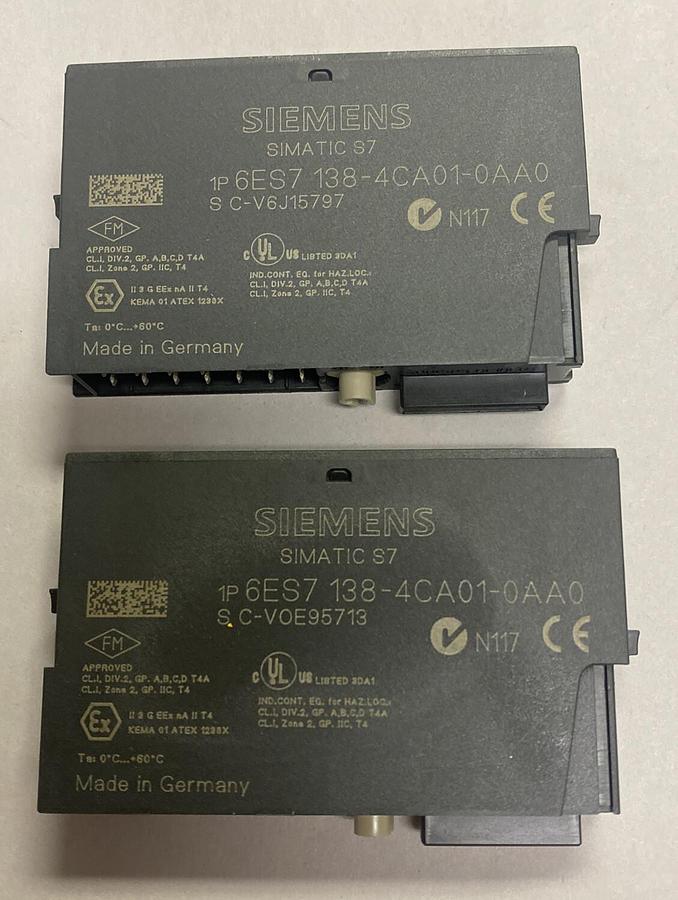 SIEMENS
SIMATIC S7
1P 6ES7 138-4CA01-0AA0
S C-V6J15797
N117 CE
FM
APPROVED
CL.I, DIV.2, GP. A,B,C,D T4A
CL.I, Zone 2, GP. IIC, T4
C UL US LISTED 3DA1
IND.CONT. EQ. for HAZ.LOC.:
CL.I, DIV.2, GP. A,B,C,D T4A
CL.I, Zone 2, GP. IIC, T4
Ex II 3 G EEx nA II T4
KEMA 01 ATEX 1238X
Ta: 0°C...+60°C
Made in Germany
SIEMENS
SIMATIC S7
1P 6ES7 138-4CA01-0AA0
S C-V0E95713
N117 CE
FM
APPROVED
CL.I, DIV.2, GP. A,B,C,D T4A
CL.I, Zone 2, GP. IIC, T4
C UL US LISTED 3DA1
IND.CONT. EQ. for HAZ.LOC.:
CL.I, DIV.2, GP. A,B,C,D T4A
CL.I, Zone 2, GP. IIC, T4
Ex II 3 G EEx nA II T4
KEMA 01 ATEX 1238X
Ta: 0°C...+60°C
Made in Germany